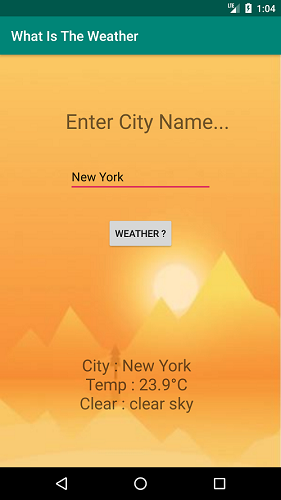 LTE 1:04
What Is The Weather
Enter City Name...
New York
WEATHER ?
City : New York
Temp : 23.9°C
Clear : clear sky